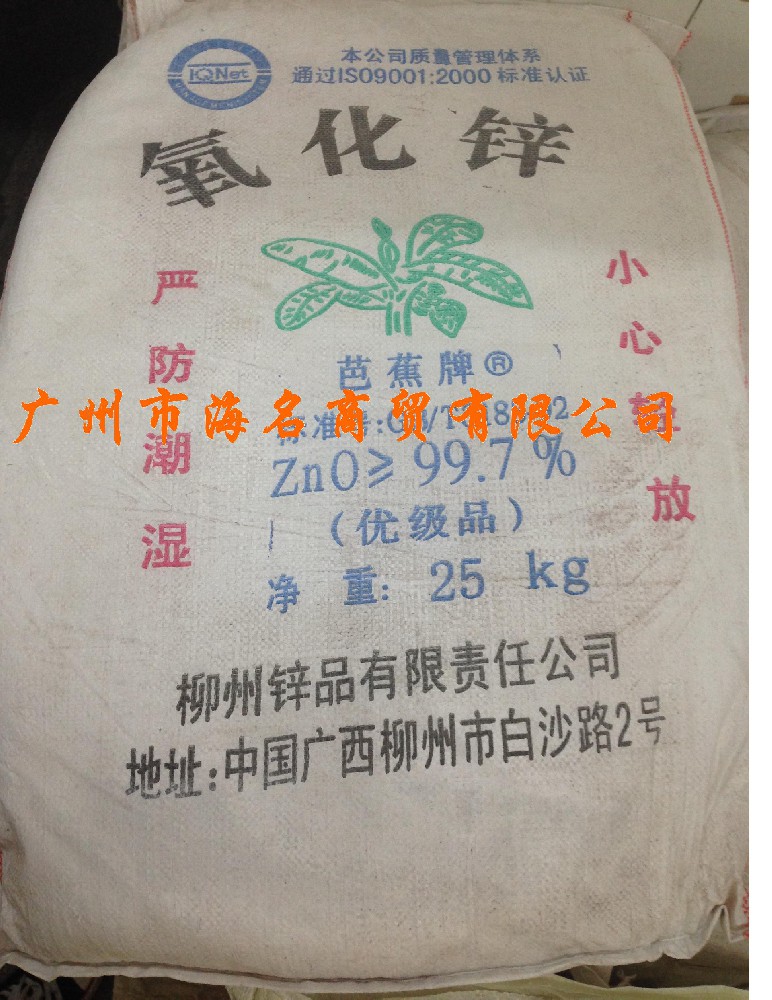 IQNet
本公司质量管理体系
通过ISO9001:2000标准认证
氧化锌
严防潮湿
小心轻放
芭蕉牌®
标准号:
广州市海名商贸有限公司
ZnO≥99.7%
(优级品)
净 重: 25 kg
柳州锌品有限责任公司
地址:中国广西柳州市白沙路2号